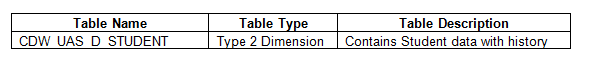 Table Name Table Type Table Description
CDW_UAS_D_STUDENT Type 2 Dimension Contains Student data with history